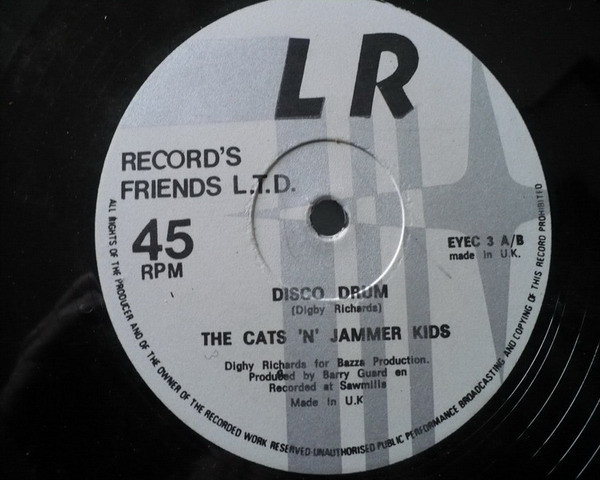 LR
RECORD'S
FRIENDS L.T.D.
45
RPM
EYEC 3 A/B
made in U.K.
DISCO DRUM
(Digby Richards)
THE CATS 'N' JAMMER KIDS
Digby Richards for Bazza Production.
Produced by Barry Guard en
Recorded at Sawmills
Made in U.K
ALL RIGHTS OF THE PRODUCER AND OF THE OWNER OF THE RECORDED WORK RESERVED UNAUTHORISED PUBLIC PERFORMANCE BROADCASTING AND COPYING OF THIS RECORD PROHIBITED